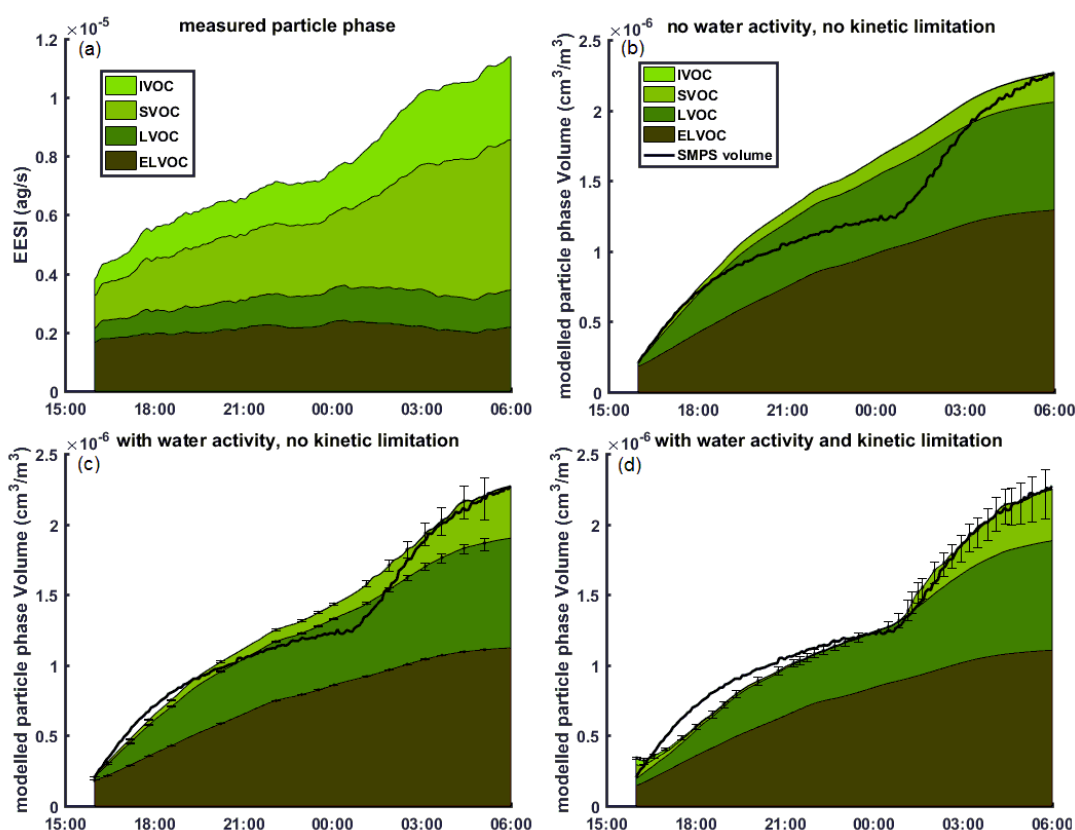 measured particle phase
×10⁻⁵
(a)
1.2
1
0.8
0.6
0.4
0.2
0
EESI (ag/s)
IVOC
SVOC
LVOC
ELVOC
15:00 18:00 21:00 00:00 03:00 06:00
no water activity, no kinetic limitation
×10⁻⁶
(b)
2.5
2
1.5
1
0.5
0
modelled particle phase Volume (cm³/m³)
IVOC
SVOC
LVOC
ELVOC
SMPS volume
15:00 18:00 21:00 00:00 03:00 06:00
with water activity, no kinetic limitation
×10⁻⁶
(c)
2.5
2
1.5
1
0.5
0
modelled particle phase Volume (cm³/m³)
15:00 18:00 21:00 00:00 03:00 06:00
with water activity and kinetic limitation
×10⁻⁶
(d)
2.5
2
1.5
1
0.5
0
modelled particle phase Volume (cm³/m³)
15:00 18:00 21:00 00:00 03:00 06:00